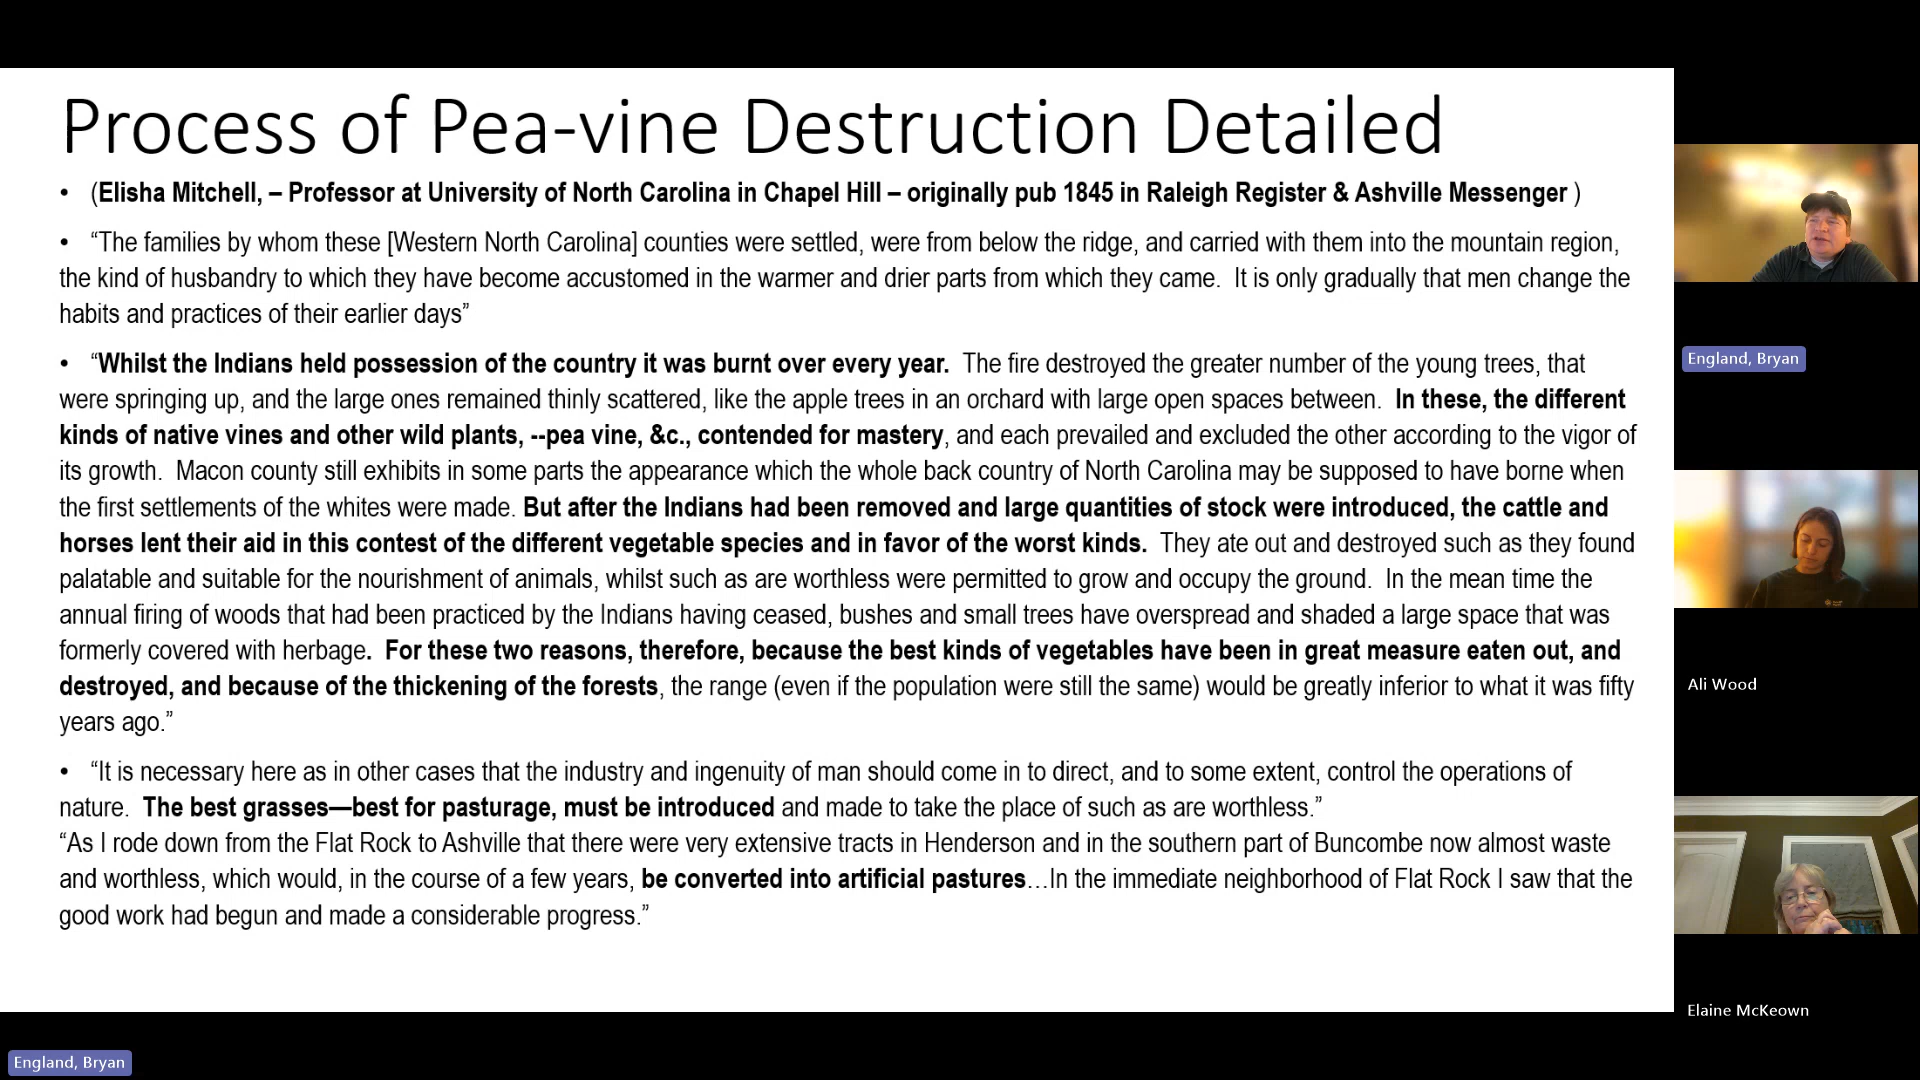 Process of Pea-vine Destruction Detailed
• (Elisha Mitchell, – Professor at University of North Carolina in Chapel Hill – originally pub 1845 in Raleigh Register & Ashville Messenger )
• “The families by whom these [Western North Carolina] counties were settled, were from below the ridge, and carried with them into the mountain region,
the kind of husbandry to which they have become accustomed in the warmer and drier parts from which they came. It is only gradually that men change the
habits and practices of their earlier days”
• “Whilst the Indians held possession of the country it was burnt over every year. The fire destroyed the greater number of the young trees, that
were springing up, and the large ones remained thinly scattered, like the apple trees in an orchard with large open spaces between. In these, the different
kinds of native vines and other wild plants, --pea vine, &c., contended for mastery, and each prevailed and excluded the other according to the vigor of
its growth. Macon county still exhibits in some parts the appearance which the whole back country of North Carolina may be supposed to have borne when
the first settlements of the whites were made. But after the Indians had been removed and large quantities of stock were introduced, the cattle and
horses lent their aid in this contest of the different vegetable species and in favor of the worst kinds. They ate out and destroyed such as they found
palatable and suitable for the nourishment of animals, whilst such as are worthless were permitted to grow and occupy the ground. In the mean time the
annual firing of woods that had been practiced by the Indians having ceased, bushes and small trees have overspread and shaded a large space that was
formerly covered with herbage. For these two reasons, therefore, because the best kinds of vegetables have been in great measure eaten out, and
destroyed, and because of the thickening of the forests, the range (even if the population were still the same) would be greatly inferior to what it was fifty
years ago.”
• “It is necessary here as in other cases that the industry and ingenuity of man should come in to direct, and to some extent, control the operations of
nature. The best grasses—best for pasturage, must be introduced and made to take the place of such as are worthless.”
“As I rode down from the Flat Rock to Ashville that there were very extensive tracts in Henderson and in the southern part of Buncombe now almost waste
and worthless, which would, in the course of a few years, be converted into artificial pastures…In the immediate neighborhood of Flat Rock I saw that the
good work had begun and made a considerable progress.”
England, Bryan
Ali Wood
Elaine McKeown
England, Bryan